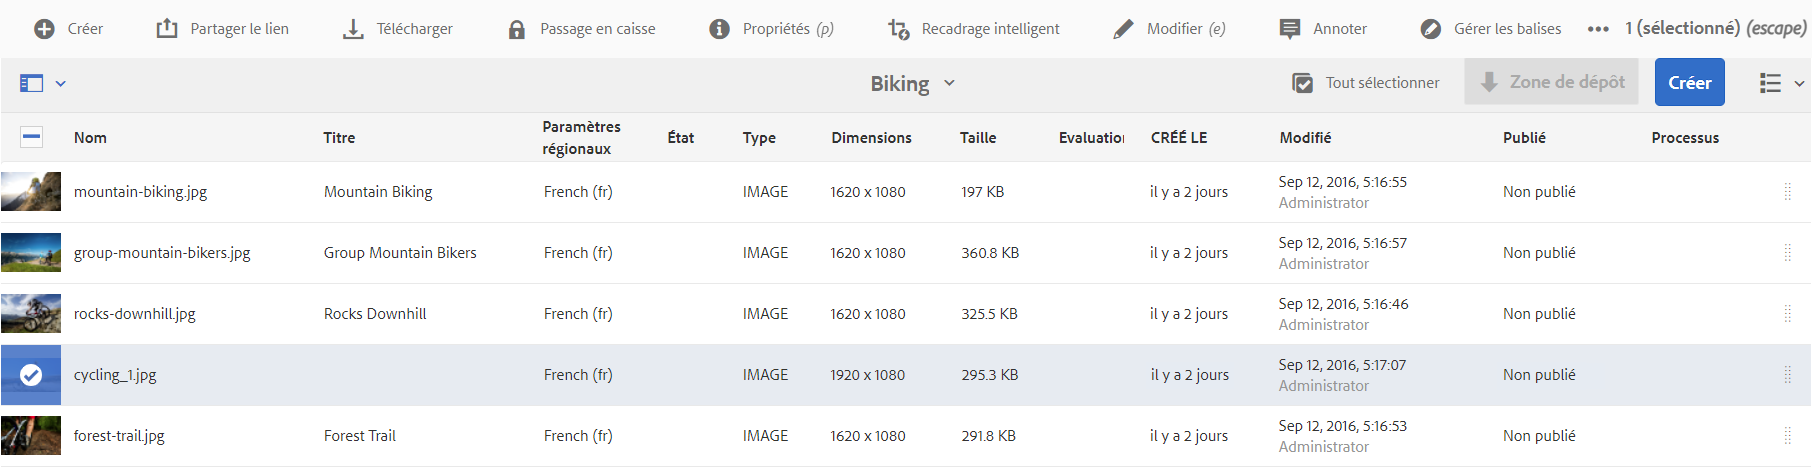 Créer Partager le lien Télécharger Passage en caisse Propriétés (p) Recadrage intelligent Modifier (e) Annoter Gérer les balises 1 (sélectionné) (escape)
Biking Tout sélectionner Zone de dépôt Créer
Nom Titre Paramètres régionaux État Type Dimensions Taille Evaluation CRÉÉ LE Modifié Publié Processus
mountain-biking.jpg Mountain Biking French (fr) IMAGE 1620 x 1080 197 KB il y a 2 jours Sep 12, 2016, 5:16:55 Non publié
Administrator
group-mountain-bikers.jpg Group Mountain Bikers French (fr) IMAGE 1620 x 1080 360.8 KB il y a 2 jours Sep 12, 2016, 5:16:57 Non publié
Administrator
rocks-downhill.jpg Rocks Downhill French (fr) IMAGE 1620 x 1080 325.5 KB il y a 2 jours Sep 12, 2016, 5:16:46 Non publié
Administrator
cycling_1.jpg French (fr) IMAGE 1920 x 1080 295.3 KB il y a 2 jours Sep 12, 2016, 5:17:07 Non publié
Administrator
forest-trail.jpg Forest Trail French (fr) IMAGE 1620 x 1080 291.8 KB il y a 2 jours Sep 12, 2016, 5:16:53 Non publié
Administrator